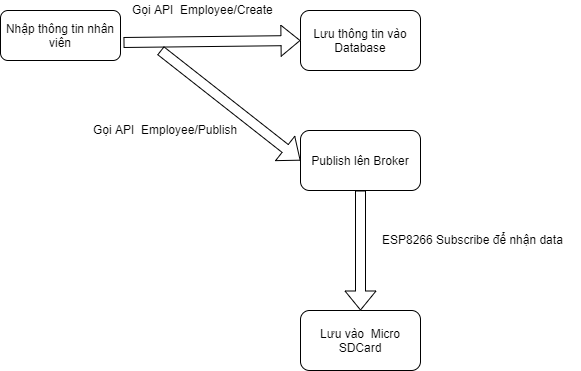 Gọi API Employee/Create
Nhập thông tin nhân
viên
Lưu thông tin vào
Database
Gọi API Employee/Publish
Publish lên Broker
ESP8266 Subscribe để nhận data
Lưu vào Micro
SDCard